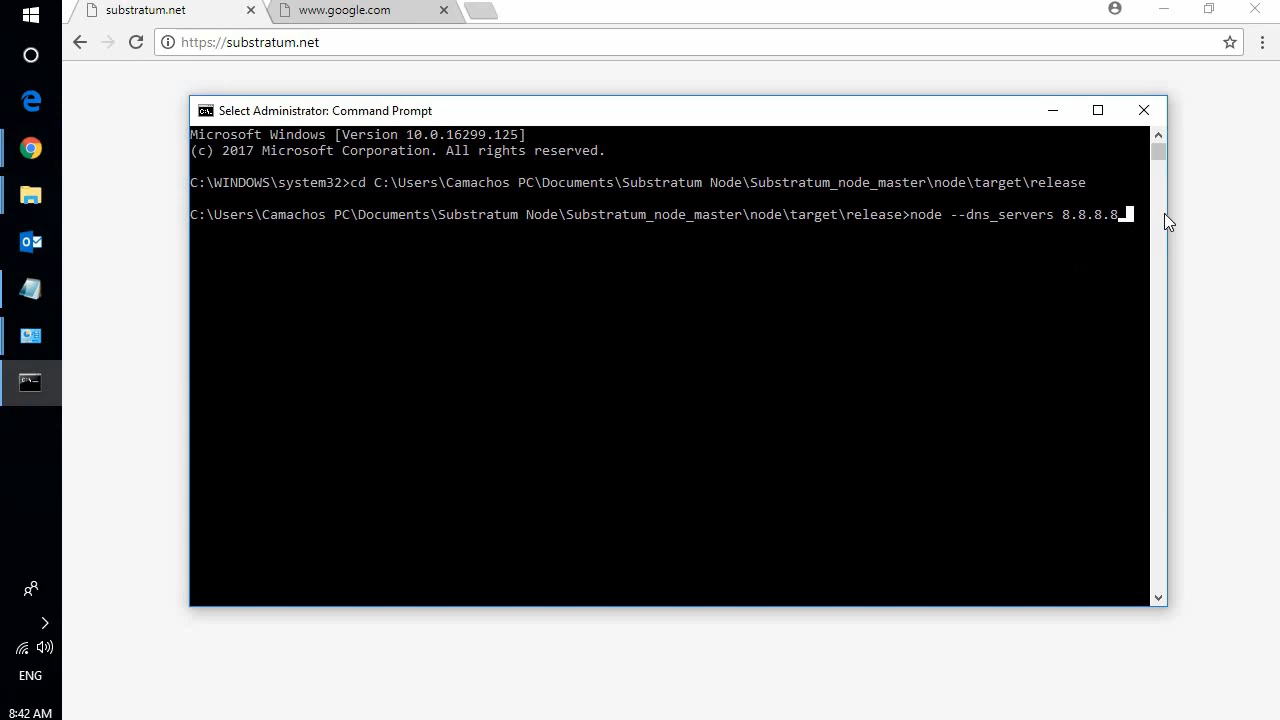 substratum.net
www.google.com
https://substratum.net
Select Administrator: Command Prompt
Microsoft Windows [Version 10.0.16299.125]
(c) 2017 Microsoft Corporation. All rights reserved.
C:\WINDOWS\system32>cd C:\Users\Camachos PC\Documents\Substratum Node\Substratum_node_master\node\target\release
C:\Users\Camachos PC\Documents\Substratum Node\Substratum_node_master\node\target\release>node --dns_servers 8.8.8.8
ENG
8:42 AM